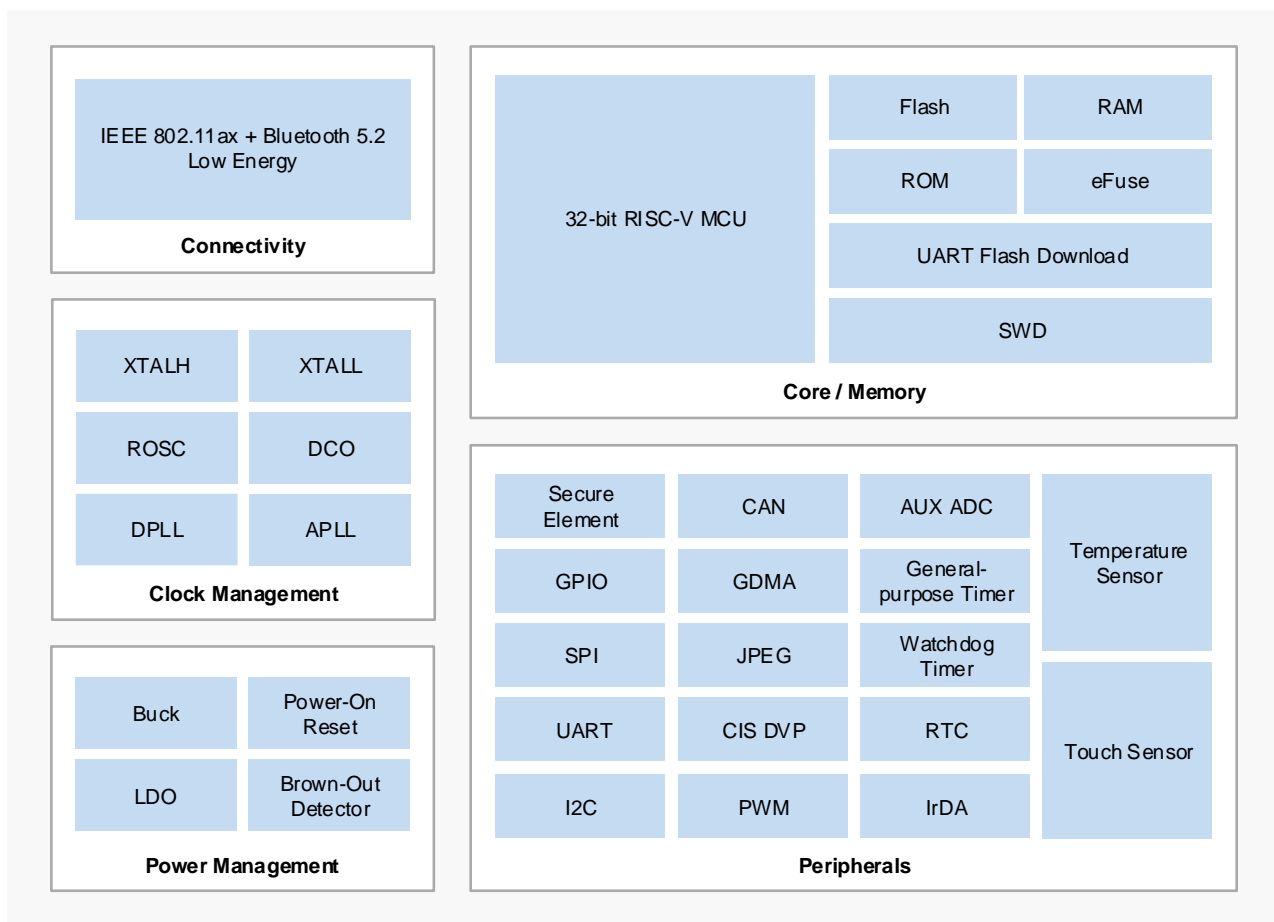 IEEE 802.11ax + Bluetooth 5.2
Low Energy
Connectivity
XTALH
XTALL
ROSC
DCO
DPLL
APLL
Clock Management
Buck
Power-On
Reset
LDO
Brown-Out
Detector
Power Management
32-bit RISC-V MCU
Flash
RAM
ROM
eFuse
UART Flash Download
SWD
Core / Memory
Secure
Element
CAN
AUX ADC
GPIO
GDMA
General-
purpose Timer
SPI
JPEG
Watchdog
Timer
UART
CIS DVP
RTC
I2C
PWM
IrDA
Temperature
Sensor
Touch Sensor
Peripherals